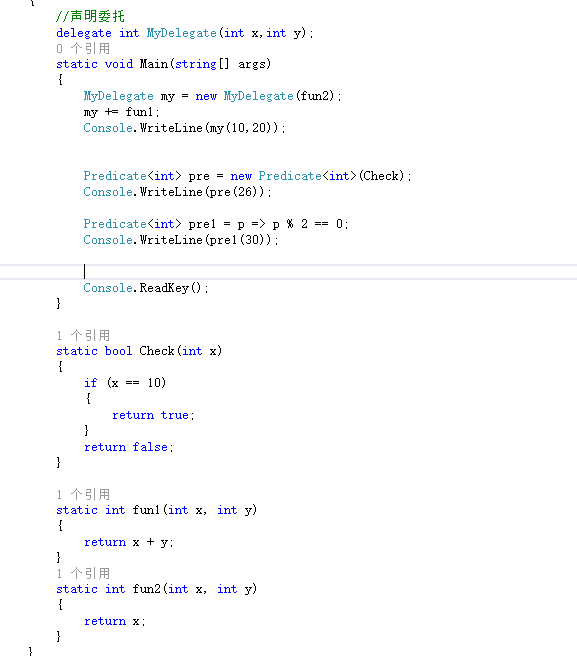 {
//声明委托
delegate int MyDelegate(int x,int y);
0 个引用
static void Main(string[] args)
{
MyDelegate my = new MyDelegate(fun2);
my += fun1;
Console.WriteLine(my(10,20));
Predicate<int> pre = new Predicate<int>(Check);
Console.WriteLine(pre(26));
Predicate<int> pre1 = p => p % 2 == 0;
Console.WriteLine(pre1(30));
Console.ReadKey();
}
1 个引用
static bool Check(int x)
{
if (x == 10)
{
return true;
}
return false;
}
1 个引用
static int fun1(int x, int y)
{
return x + y;
}
1 个引用
static int fun2(int x, int y)
{
return x;
}
}